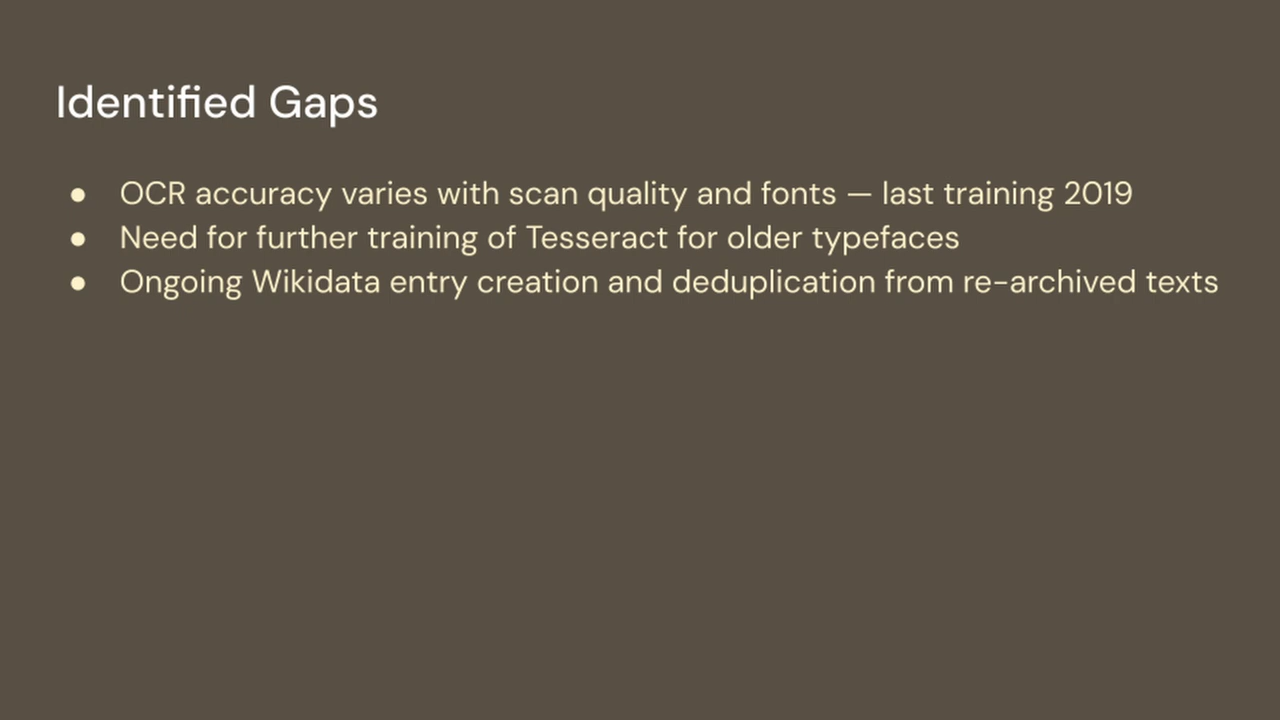 Identified Gaps
● OCR accuracy varies with scan quality and fonts — last training 2019
● Need for further training of Tesseract for older typefaces
● Ongoing Wikidata entry creation and deduplication from re-archived texts